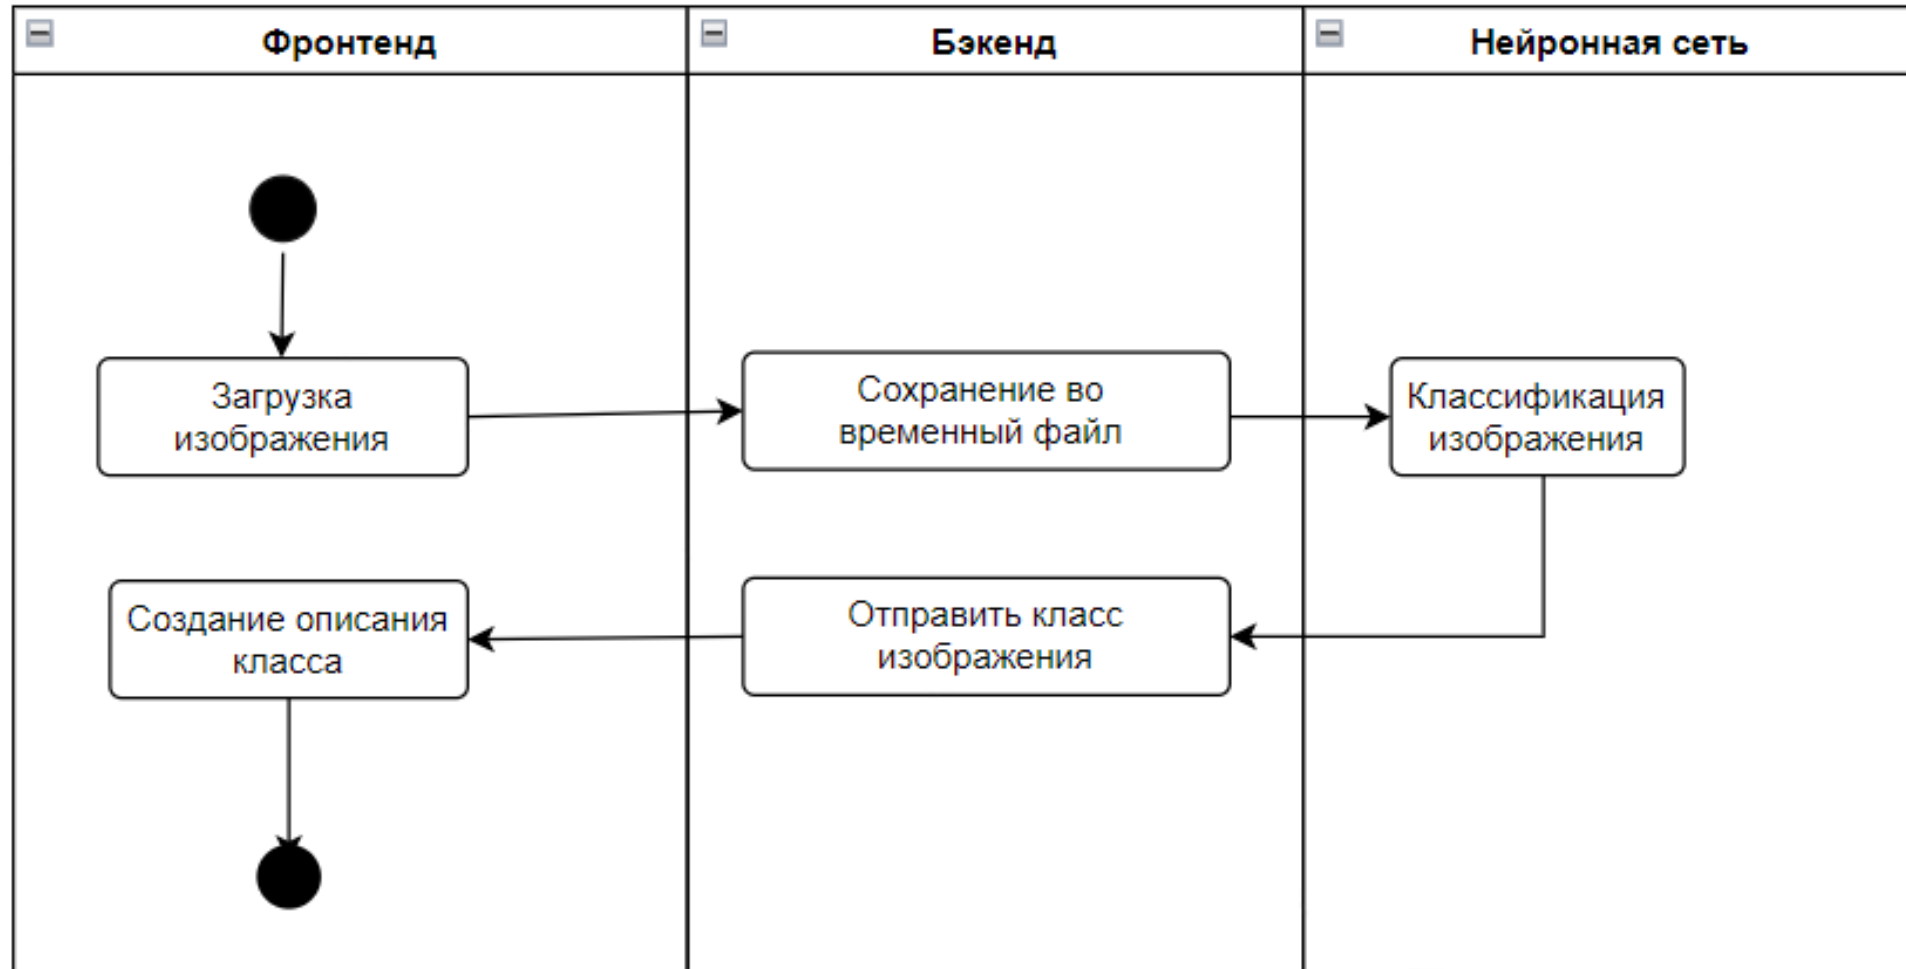 Фронтенд
Бэкенд
Нейронная сеть
Загрузка
изображения
Сохранение во
временный файл
Классификация
изображения
Создание описания
класса
Отправить класс
изображения